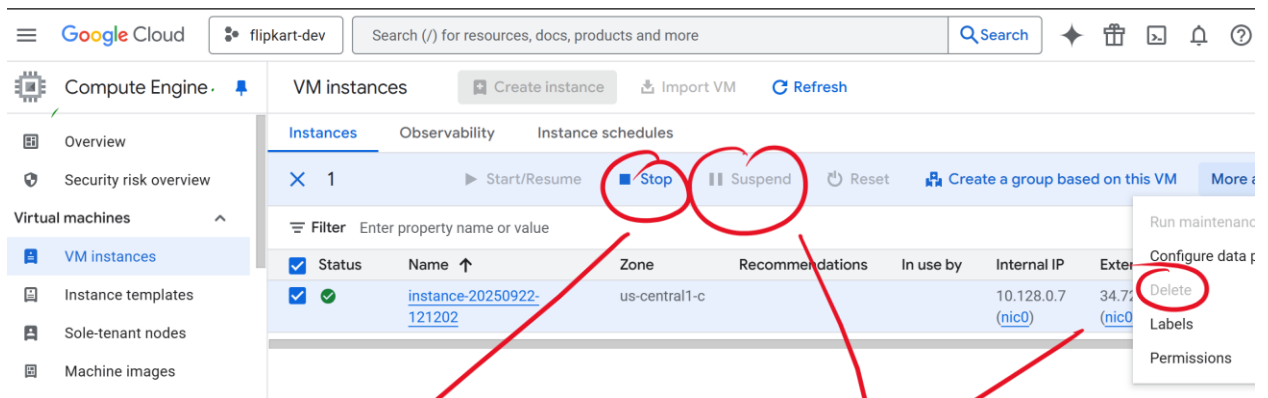 Google Cloud flipkart-dev Search (/) for resources, docs, products and more Search
Compute Engine VM instances Create instance Import VM Refresh
Overview
Security risk overview
Virtual machines
VM instances
Instance templates
Sole-tenant nodes
Machine images
Instances Observability Instance schedules
1 Start/Resume Stop Suspend Reset Create a group based on this VM More
Filter Enter property name or value
Status Name Zone Recommendations In use by Internal IP
instance-20250922- us-central1-c 10.128.0.7 34.72
121202 (nic0) (nic0
Run
Configure data
Delete
Labels
Permissions